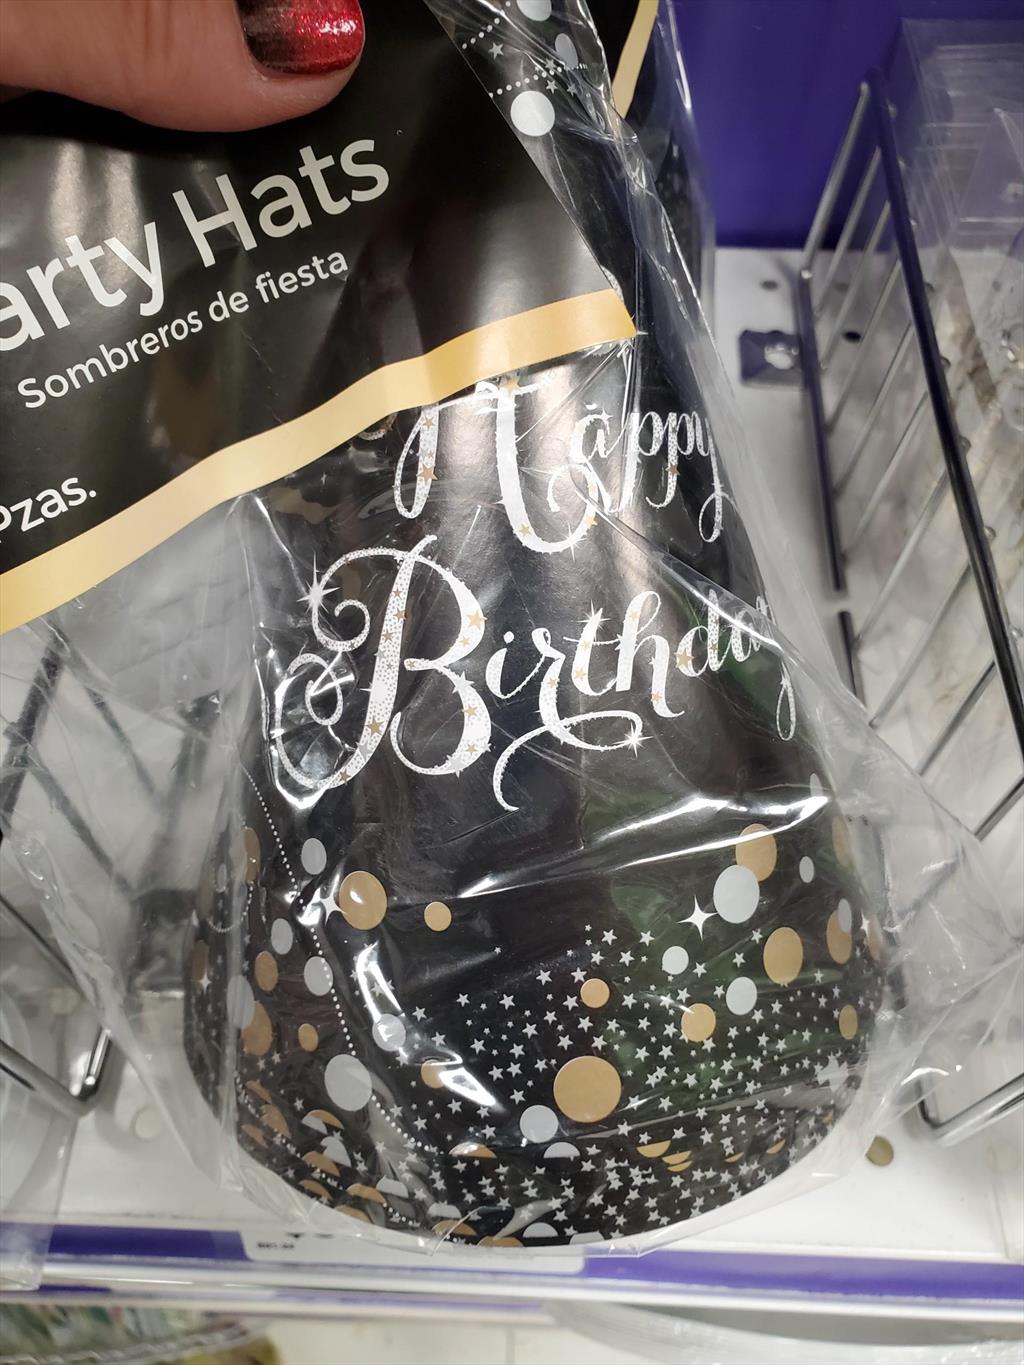 arty Hats
Sombreros de fiesta
Pzas.
Happy
Birthday